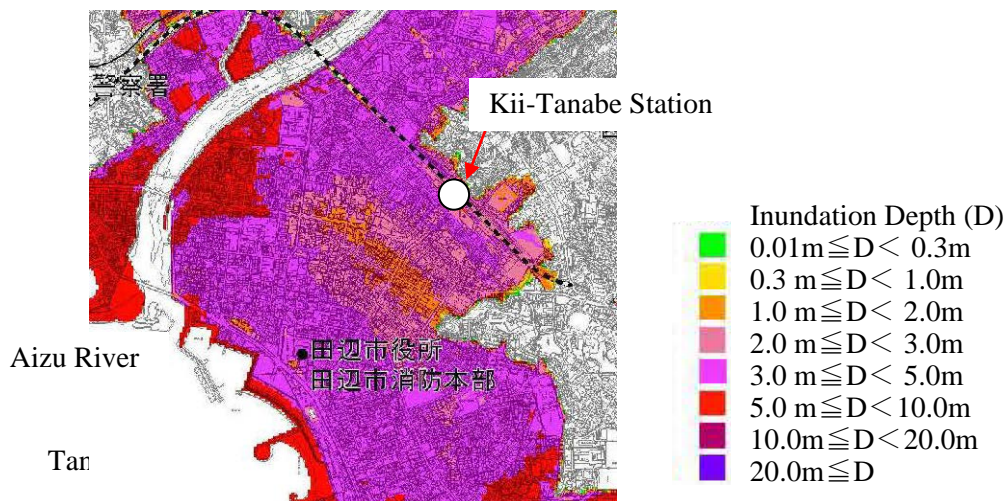 警察署
Kii-Tanabe Station
田辺市役所
田辺市消防本部
Aizu River
Tan
Inundation Depth (D)
0.01m≦D＜ 0.3m
0.3 m≦D＜ 1.0m
1.0 m≦D＜ 2.0m
2.0 m≦D＜ 3.0m
3.0 m≦D＜ 5.0m
5.0 m≦D＜10.0m
10.0m≦D＜20.0m
20.0m≦D